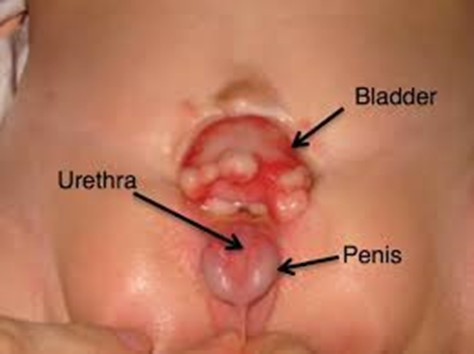 Bladder
Urethra
Penis